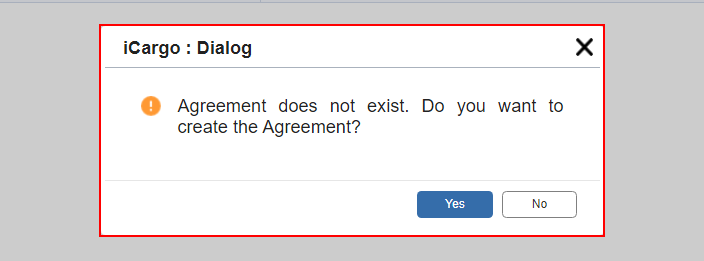 iCargo : Dialog
Agreement does not exist. Do you want to
create the Agreement?
Yes
No